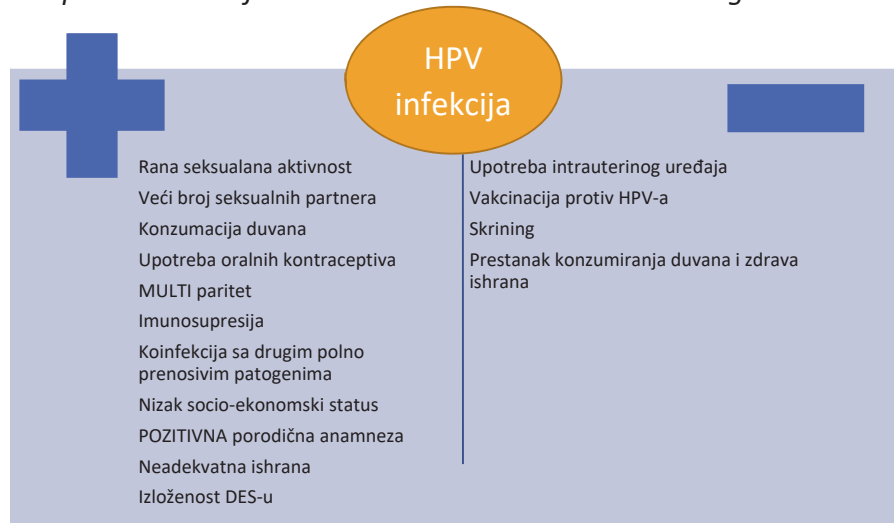 HPV
infekcija
Rana seksualana aktivnost
Veći broj seksualnih partnera
Konzumacija duvana
Upotreba oralnih kontraceptiva
MULTI paritet
Imunosupresija
Koinfekcija sa drugim polno
prenosivim patogenima
Nizak socio-ekonomski status
POZITIVNA porodična anamneza
Neadekvatna ishrana
Izloženost DES-u
Upotreba intrauterinog uređaja
Vakcinacija protiv HPV-a
Skrining
Prestanak konzumiranja duvana i zdrava
ishrana